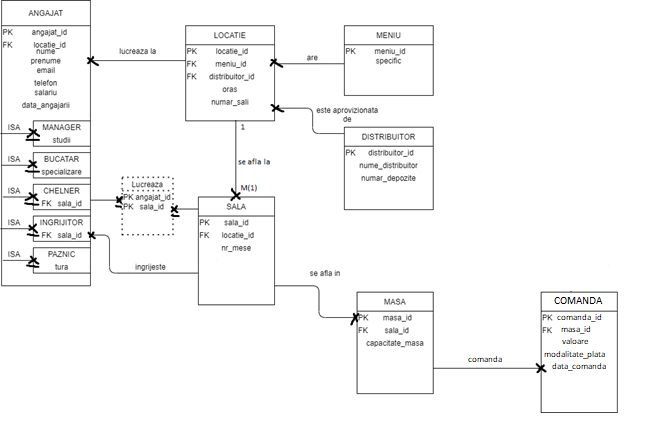 ANGAJAT
PK angajat_id
FK locatie_id
nume
prenume
email
telefon
salariu
data_angajarii
ISA MANAGER
studii
ISA BUCATAR
specializare
ISA CHELNER
FK sala_id
ISA INGRIJITOR
FK sala_id
ISA PAZNIC
tura
lucreaza la
LOCATIE
PK locatie_id
FK meniu_id
FK distribuitor_id
oras
numar_sali
are
MENIU
PK meniu_id
specific
este aprovizionata
de
DISTRIBUITOR
PK distribuitor_id
nume_distribuitor
numar_depozite
1
se afla la
M(1)
Lucreaza
PK angajat_id
PK sala_id
SALA
PK sala_id
FK locatie_id
nr_mese
ingrijeste
se afla in
MASA
PK masa_id
FK sala_id
capacitate_masa
comanda
COMANDA
PK comanda_id
FK masa_id
valoare
modalitate_plata
data_comanda